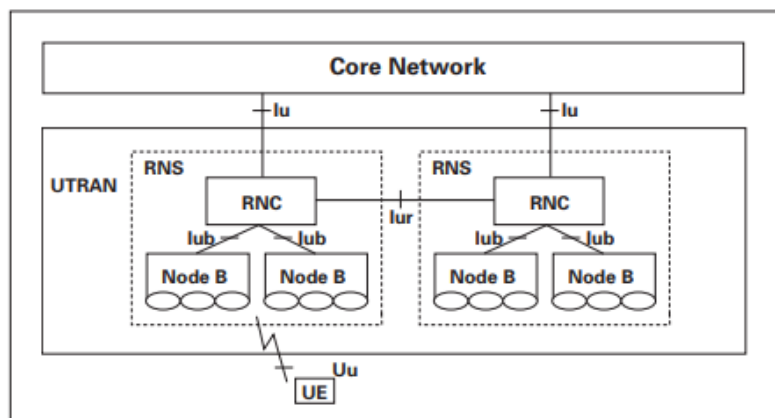 Core Network
Iu Iu
UTRAN RNS RNS
RNC RNC
Iur
Iub Iub Iub Iub
Node B Node B Node B Node B
Uu
UE